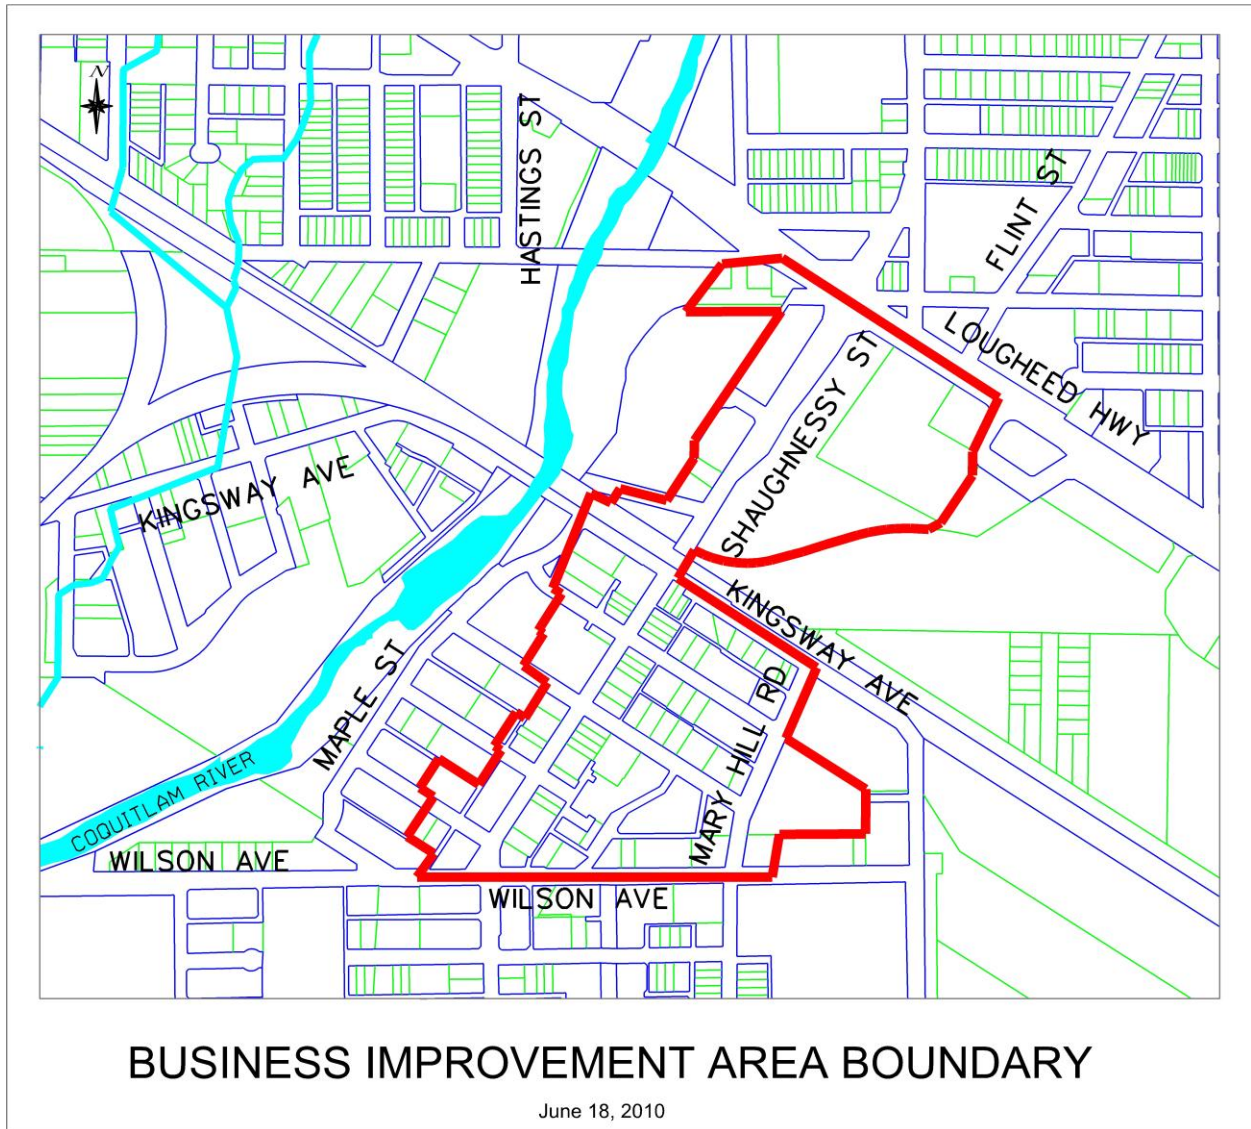 N
HASTINGS ST
FLINT ST
LOUGHEED HWY
SHAUGHNESSY ST
KINGSWAY AVE
KINGSWAY AVE
MAPLE ST
MARY HILL RD
COQUITLAM RIVER
WILSON AVE
WILSON AVE
BUSINESS IMPROVEMENT AREA BOUNDARY
June 18, 2010